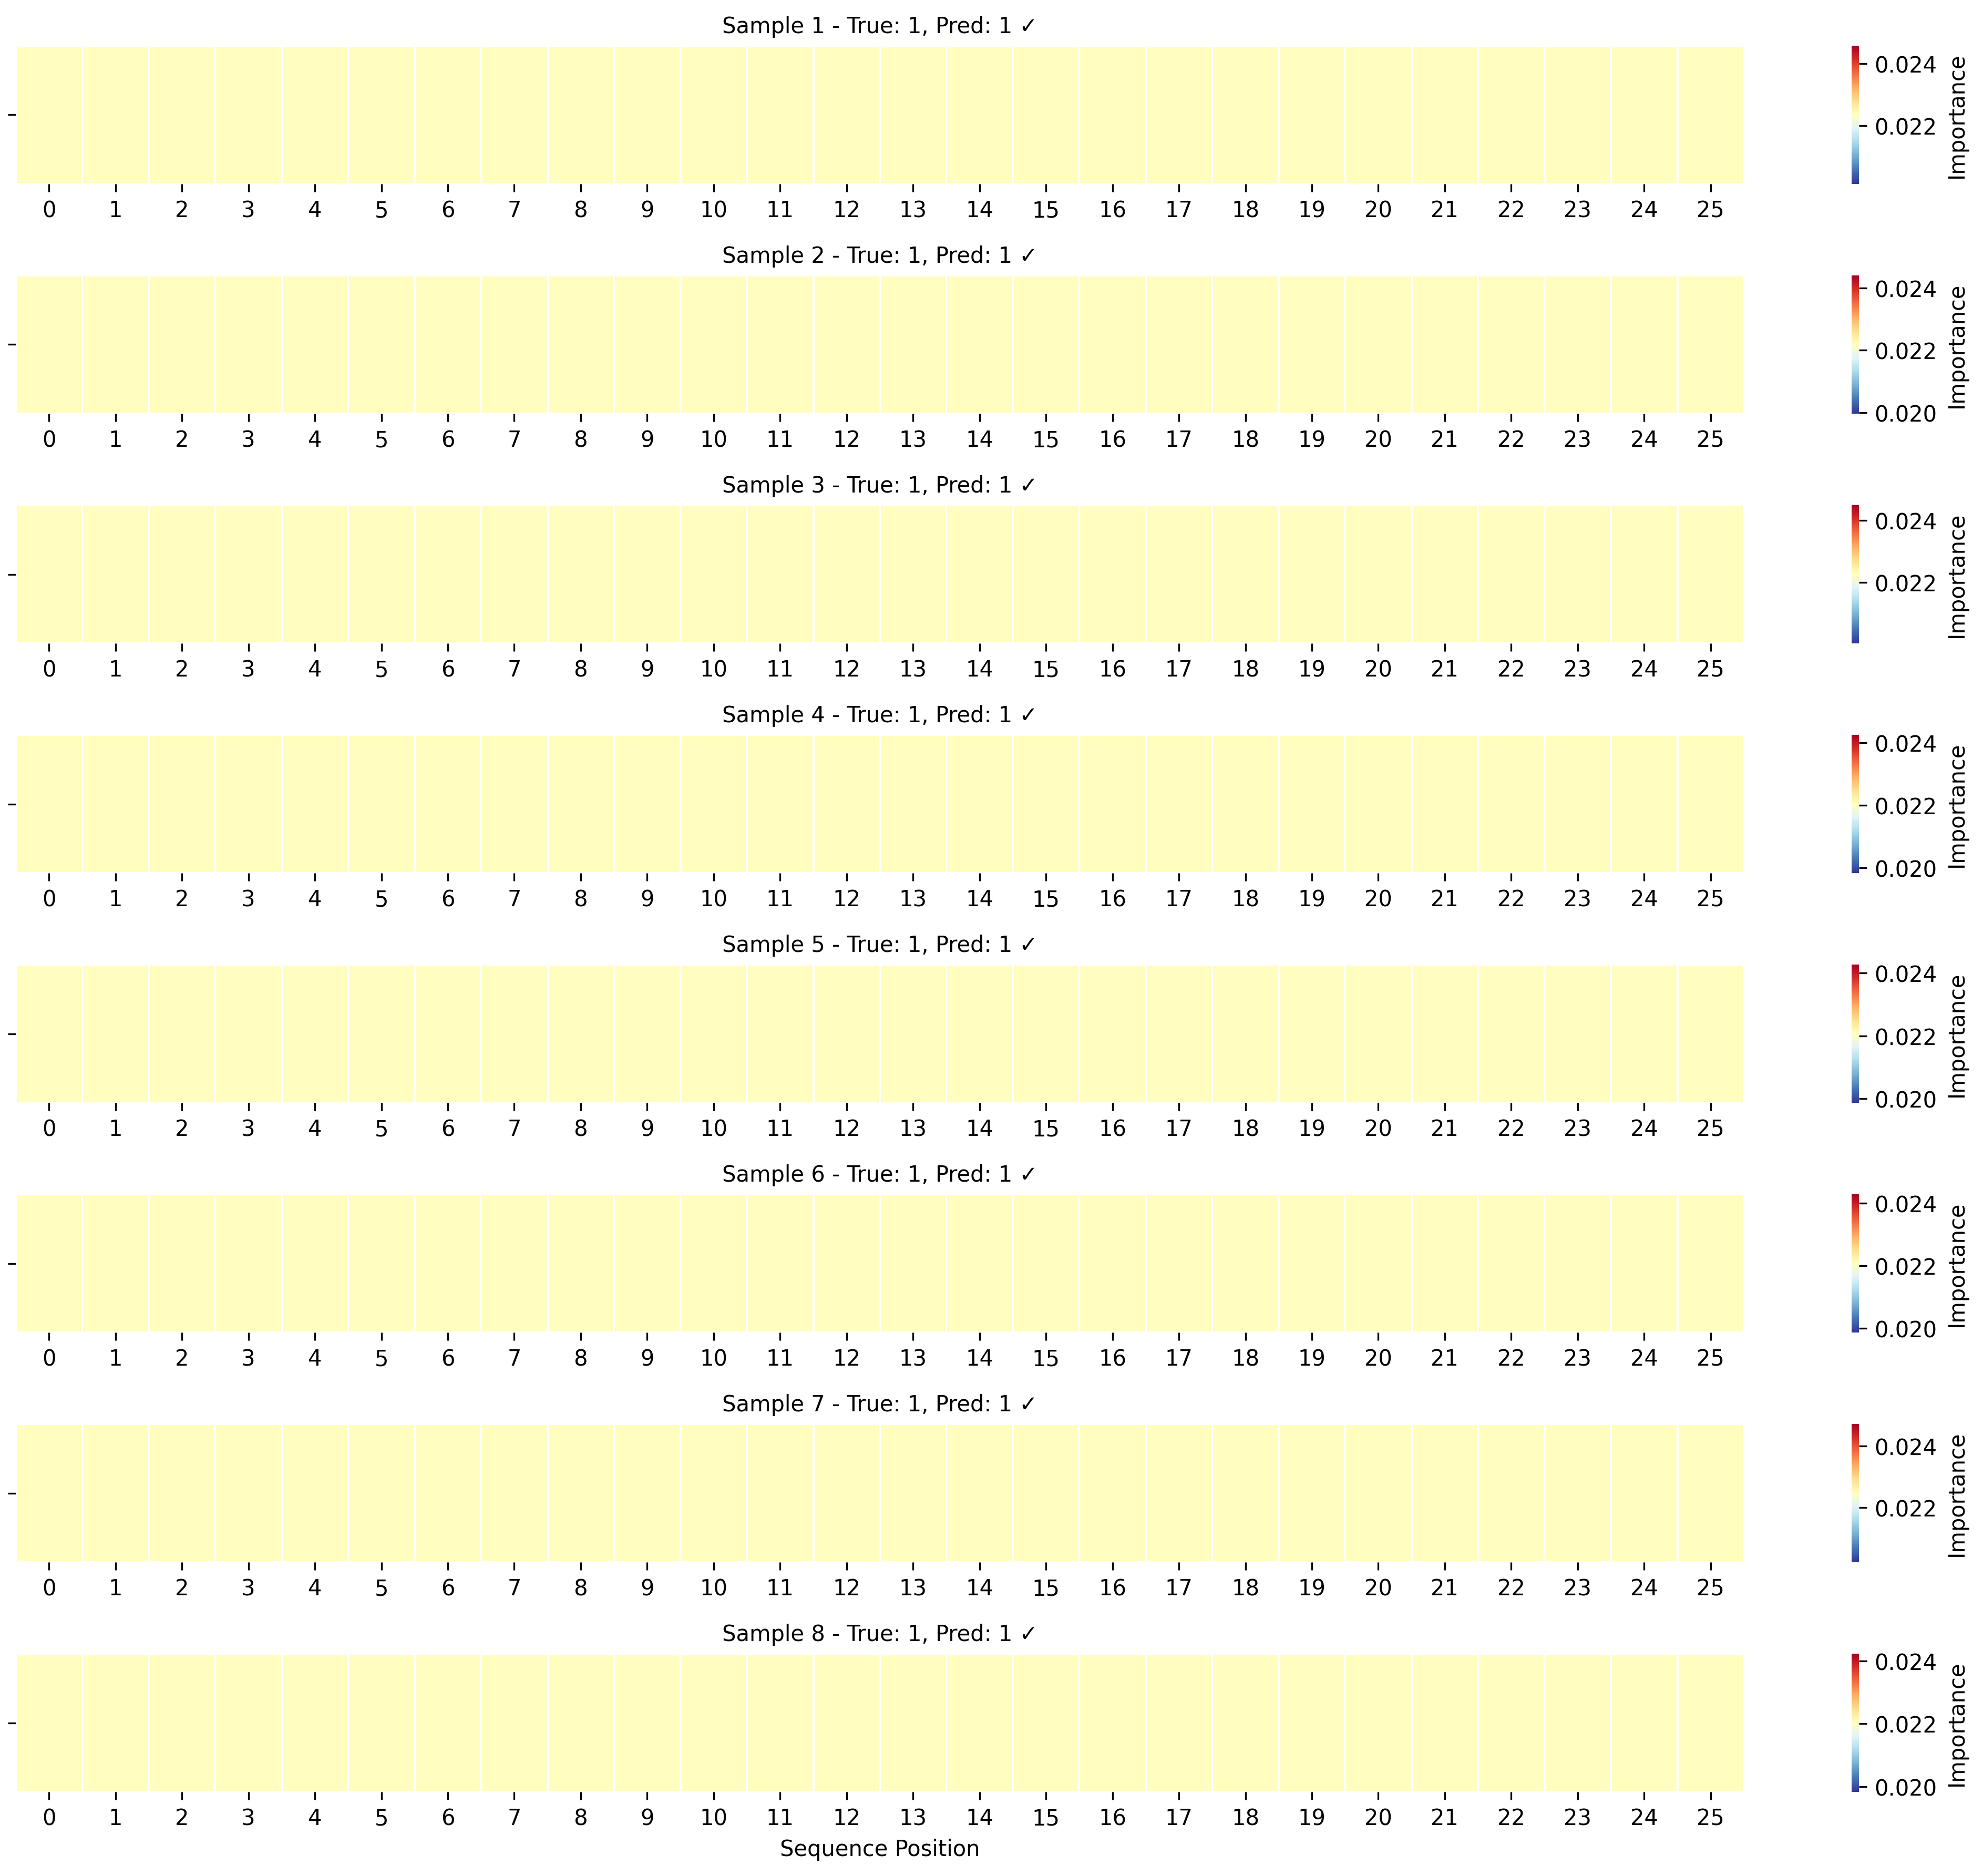 Sample 1 - True: 1, Pred: 1 ✓
0.024
0.022
Importance
0 1 2 3 4 5 6 7 8 9 10 11 12 13 14 15 16 17 18 19 20 21 22 23 24 25
Sample 2 - True: 1, Pred: 1 ✓
0.024
0.022
0.020
Importance
0 1 2 3 4 5 6 7 8 9 10 11 12 13 14 15 16 17 18 19 20 21 22 23 24 25
Sample 3 - True: 1, Pred: 1 ✓
0.024
0.022
Importance
0 1 2 3 4 5 6 7 8 9 10 11 12 13 14 15 16 17 18 19 20 21 22 23 24 25
Sample 4 - True: 1, Pred: 1 ✓
0.024
0.022
0.020
Importance
0 1 2 3 4 5 6 7 8 9 10 11 12 13 14 15 16 17 18 19 20 21 22 23 24 25
Sample 5 - True: 1, Pred: 1 ✓
0.024
0.022
0.020
Importance
0 1 2 3 4 5 6 7 8 9 10 11 12 13 14 15 16 17 18 19 20 21 22 23 24 25
Sample 6 - True: 1, Pred: 1 ✓
0.024
0.022
0.020
Importance
0 1 2 3 4 5 6 7 8 9 10 11 12 13 14 15 16 17 18 19 20 21 22 23 24 25
Sample 7 - True: 1, Pred: 1 ✓
0.024
0.022
Importance
0 1 2 3 4 5 6 7 8 9 10 11 12 13 14 15 16 17 18 19 20 21 22 23 24 25
Sample 8 - True: 1, Pred: 1 ✓
0.024
0.022
0.020
Importance
0 1 2 3 4 5 6 7 8 9 10 11 12 13 14 15 16 17 18 19 20 21 22 23 24 25
Sequence Position